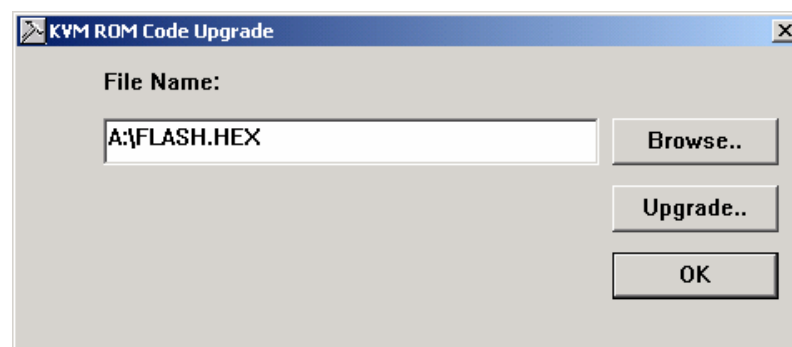 KVM ROM Code Upgrade
File Name:
A:\FLASH.HEX
Browse..
Upgrade..
OK